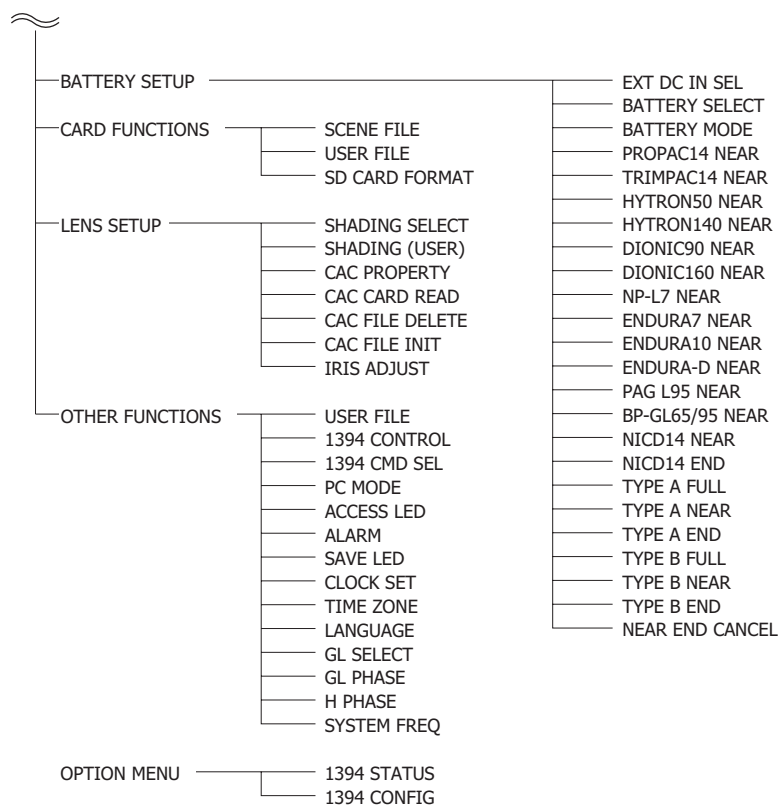 BATTERY SETUP
EXT DC IN SEL
BATTERY SELECT
BATTERY MODE
PROPAC14 NEAR
TRIMPAC14 NEAR
HYTRON50 NEAR
HYTRON140 NEAR
DIONIC90 NEAR
DIONIC160 NEAR
NP-L7 NEAR
ENDURA7 NEAR
ENDURA10 NEAR
ENDURA-D NEAR
PAG L95 NEAR
BP-GL65/95 NEAR
NICD14 NEAR
NICD14 END
TYPE A FULL
TYPE A NEAR
TYPE A END
TYPE B FULL
TYPE B NEAR
TYPE B END
NEAR END CANCEL
CARD FUNCTIONS
SCENE FILE
USER FILE
SD CARD FORMAT
LENS SETUP
SHADING SELECT
SHADING (USER)
CAC PROPERTY
CAC CARD READ
CAC FILE DELETE
CAC FILE INIT
IRIS ADJUST
OTHER FUNCTIONS
USER FILE
1394 CONTROL
1394 CMD SEL
PC MODE
ACCESS LED
ALARM
SAVE LED
CLOCK SET
TIME ZONE
LANGUAGE
GL SELECT
GL PHASE
H PHASE
SYSTEM FREQ
OPTION MENU
1394 STATUS
1394 CONFIG